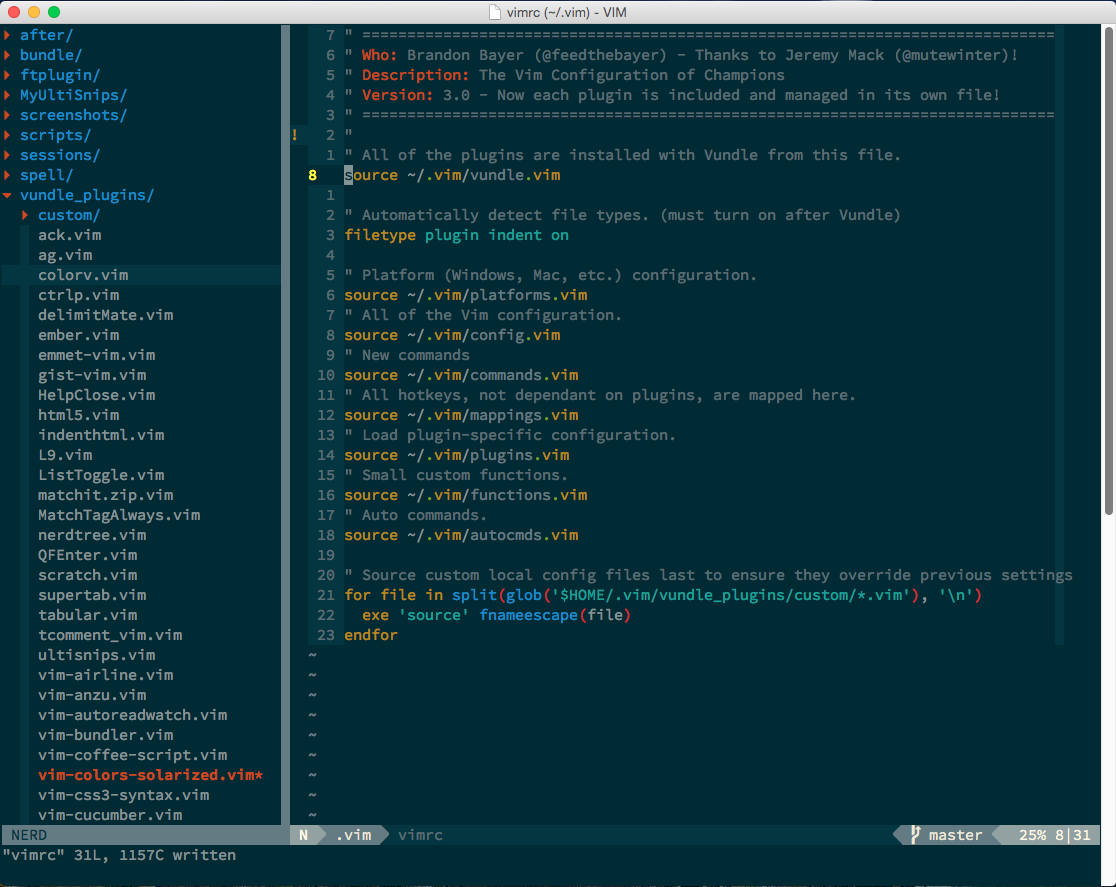 vimrc (~/.vim) - VIM
▸ after/
▸ bundle/
▸ ftplugin/
▸ MyUltiSnips/
▸ screenshots/
▸ scripts/
▸ sessions/
▸ spell/
▾ vundle_plugins/
▸ custom/
ack.vim
ag.vim
colorv.vim
ctrlp.vim
delimitMate.vim
ember.vim
emmet-vim.vim
gist-vim.vim
HelpClose.vim
html5.vim
indenthtml.vim
L9.vim
ListToggle.vim
matchit.zip.vim
MatchTagAlways.vim
nerdtree.vim
QFEnter.vim
scratch.vim
supertab.vim
tabular.vim
tcomment_vim.vim
ultisnips.vim
vim-airline.vim
vim-anzu.vim
vim-autoreadwatch.vim
vim-bundler.vim
vim-coffee-script.vim
vim-colors-solarized.vim*
vim-css3-syntax.vim
vim-cucumber.vim
NERD
7 " =============================================================================
6 " Who: Brandon Bayer (@feedthebayer) - Thanks to Jeremy Mack (@mutewinter)!
5 " Description: The Vim Configuration of Champions
4 " Version: 3.0 - Now each plugin is included and managed in its own file!
3 " =============================================================================
! 2 "
1 " All of the plugins are installed with Vundle from this file.
8 source ~/.vim/vundle.vim
1
2 " Automatically detect file types. (must turn on after Vundle)
3 filetype plugin indent on
4
5 " Platform (Windows, Mac, etc.) configuration.
6 source ~/.vim/platforms.vim
7 " All of the Vim configuration.
8 source ~/.vim/config.vim
9 " New commands
10 source ~/.vim/commands.vim
11 " All hotkeys, not dependant on plugins, are mapped here.
12 source ~/.vim/mappings.vim
13 " Load plugin-specific configuration.
14 source ~/.vim/plugins.vim
15 " Small custom functions.
16 source ~/.vim/functions.vim
17 " Auto commands.
18 source ~/.vim/autocmds.vim
19
20 " Source custom local config files last to ensure they override previous settings
21 for file in split(glob('$HOME/.vim/vundle_plugins/custom/*.vim'), '\n')
22   exe 'source' fnameescape(file)
23 endfor
~
~
~
~
~
~
~
~
~
N .vim vimrc master 25% 8|31
"vimrc" 31L, 1157C written